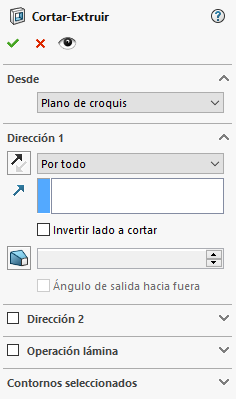 Cortar-Extruir
Desde
Plano de croquis
Dirección 1
Por todo
Invertir lado a cortar
Ángulo de salida hacia fuera
Dirección 2
Operación lámina
Contornos seleccionados